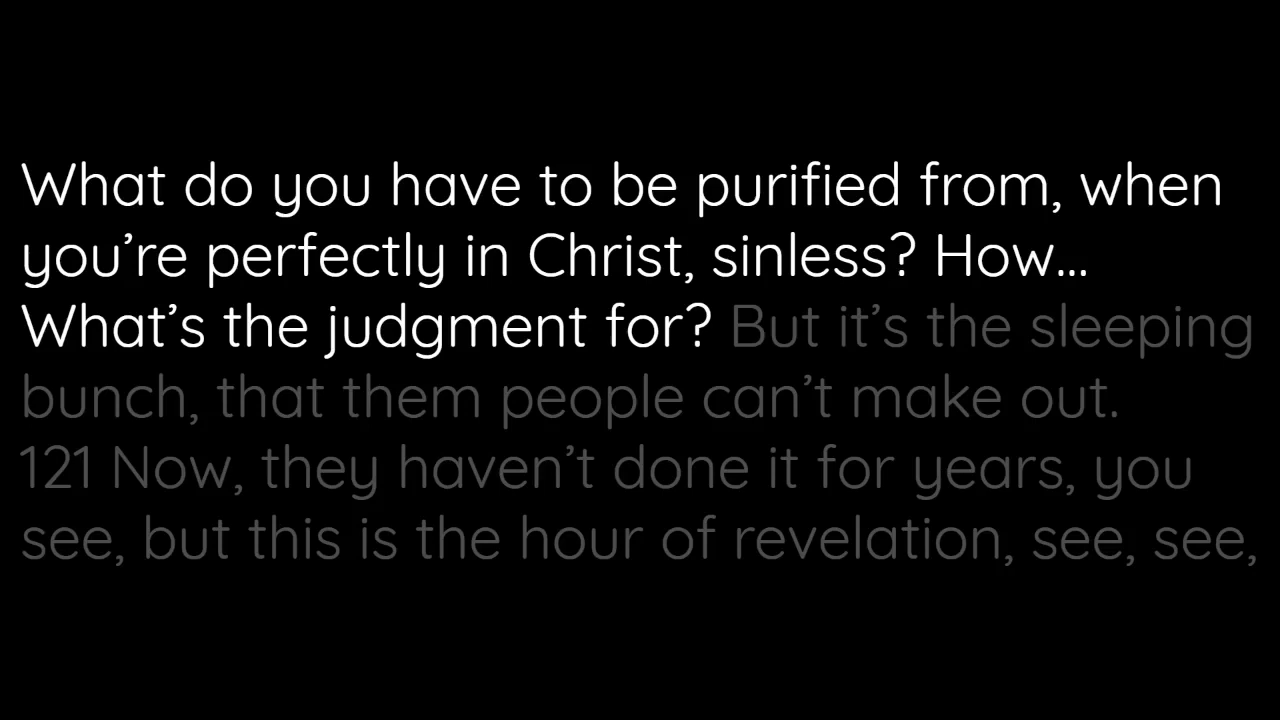 What do you have to be purified from, when
you’re perfectly in Christ, sinless? How...
What’s the judgment for? But it’s the sleeping
bunch, that them people can’t make out.
121 Now, they haven’t done it for years, you
see, but this is the hour of revelation, see, see,